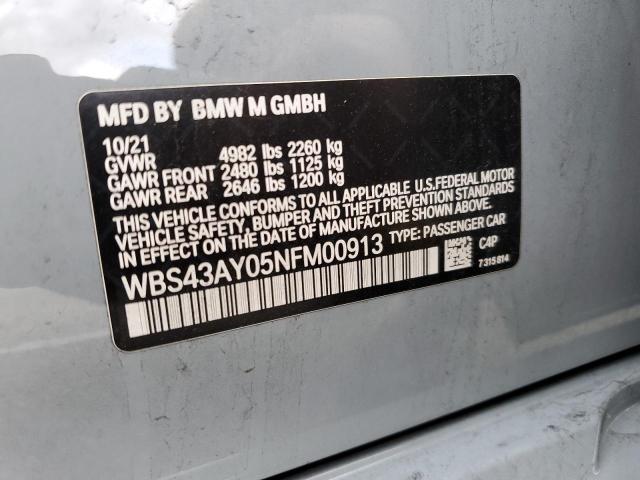 MFD BY BMW M GMBH
10/21
GVWR 4982 lbs 2260 kg
GAWR FRONT 2480 lbs 1125 kg
GAWR REAR 2646 lbs 1200 kg
THIS VEHICLE CONFORMS TO ALL APPLICABLE U.S.FEDERAL MOTOR
VEHICLE SAFETY, BUMPER AND THEFT PREVENTION STANDARDS
IN EFFECT ON THE DATE OF MANUFACTURE SHOWN ABOVE.
WBS43AY05NFM00913 TYPE: PASSENGER CAR
C4P
7315814